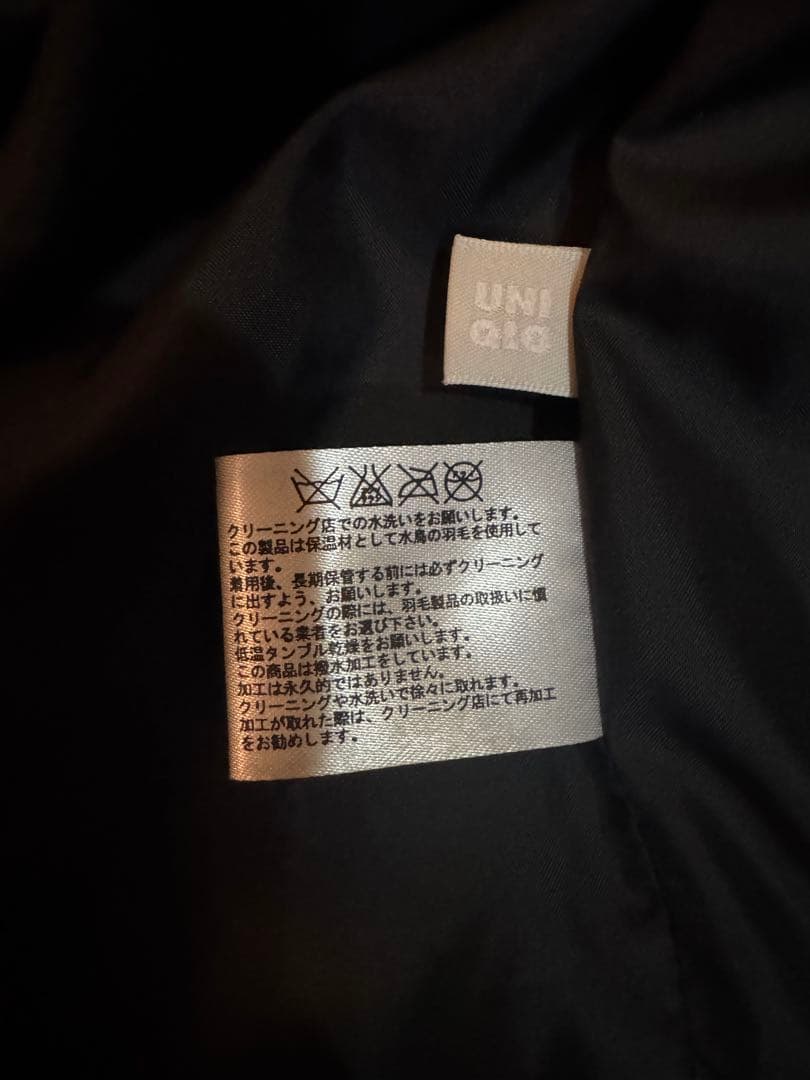 UNI
QLO
クリーニング店での水洗いをお願いします。
この製品は保温材として水鳥の羽毛を使用して
います。
着用後、長期保管する前には必ずクリーニング
に出すよう、お願いします。
クリーニングの際には、羽毛製品の取扱いに慣
れている業者をお選び下さい。
低温タンブル乾燥をお願いします。
この商品は撥水加工をしています。
加工は永久的ではありません。
クリーニングや水洗いで徐々に取れます。
加工が取れた際は、クリーニング店にて再加工
をお勧めします。